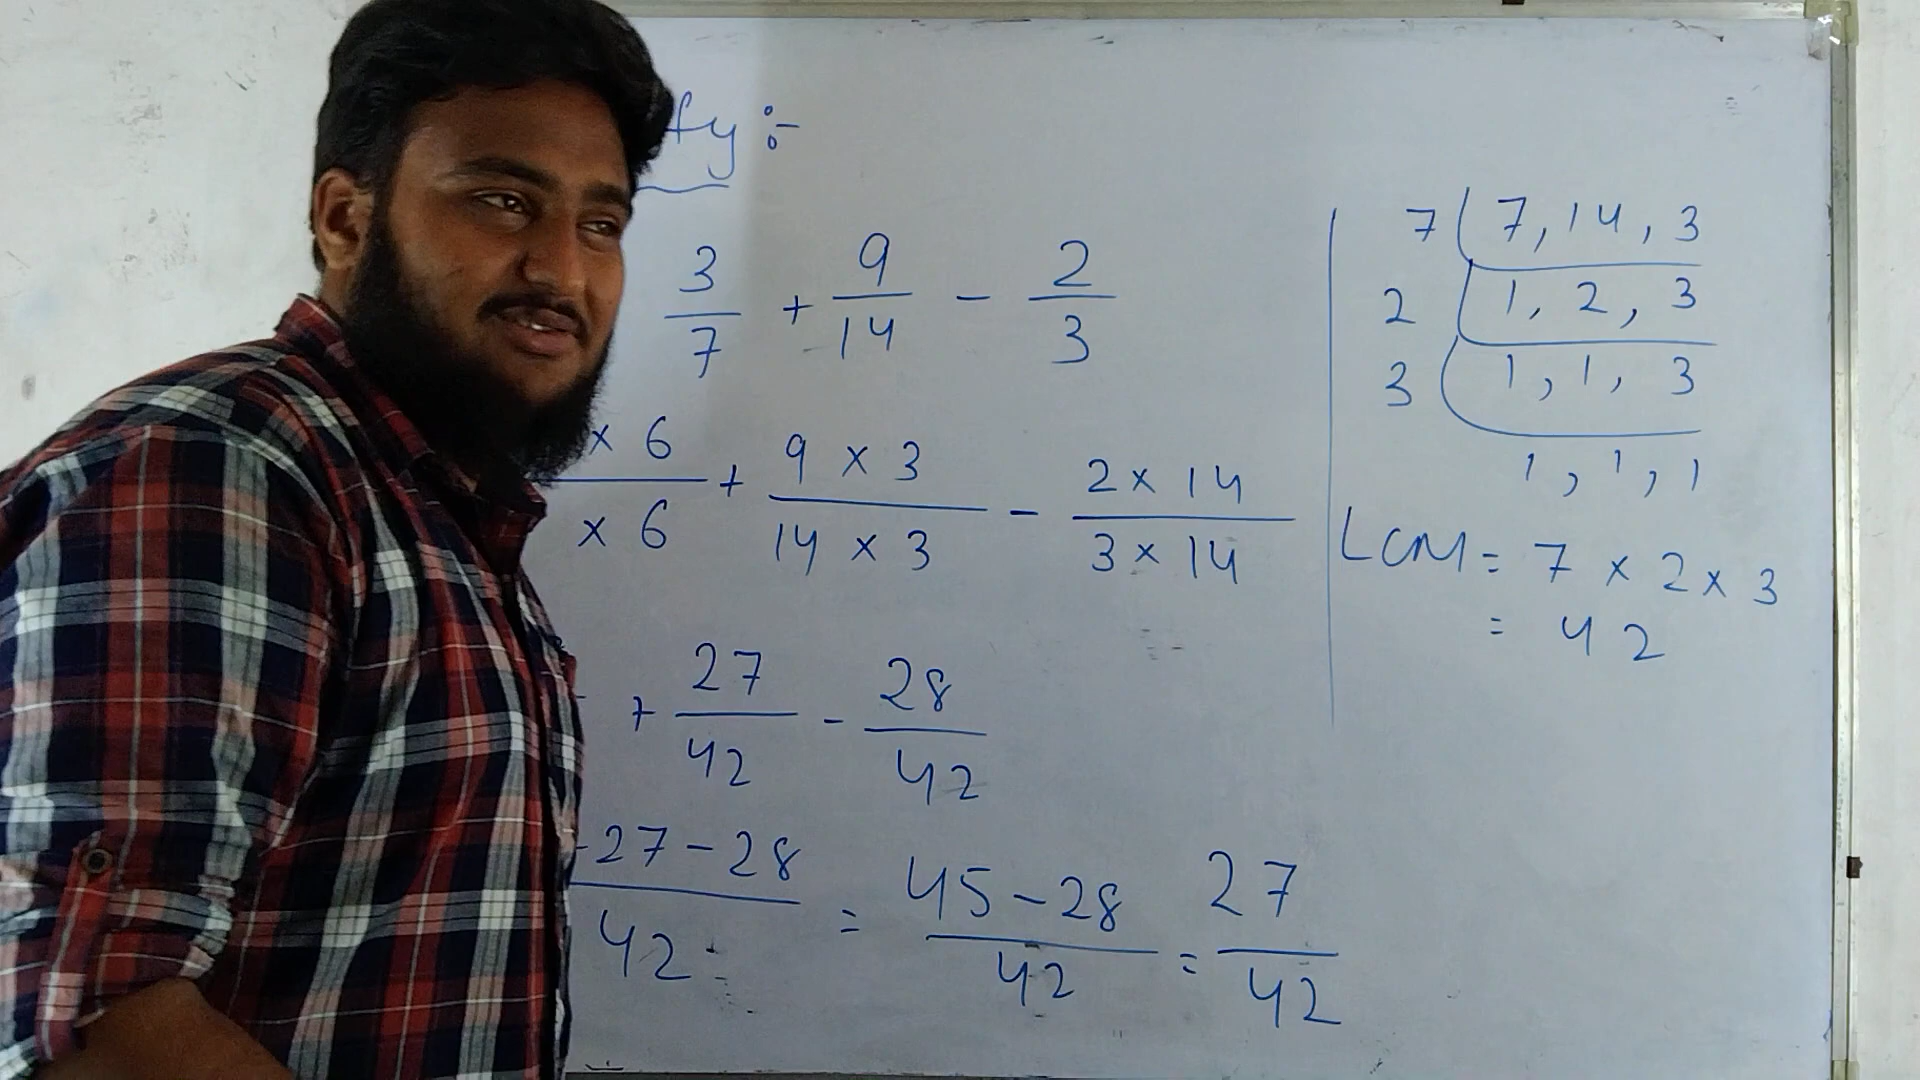 fy :-
3/7 + 9/14 - 2/3
× 6 / × 6 + 9 × 3 / 14 × 3 - 2 × 14 / 3 × 14
+ 27/42 - 28/42
-27-28 / 42 = 45-28 / 42 = 27/42
7 ( 7, 14, 3
2 ( 1, 2, 3
3 ( 1, 1, 3
1, 1, 1
LCM = 7 × 2 × 3
= 42